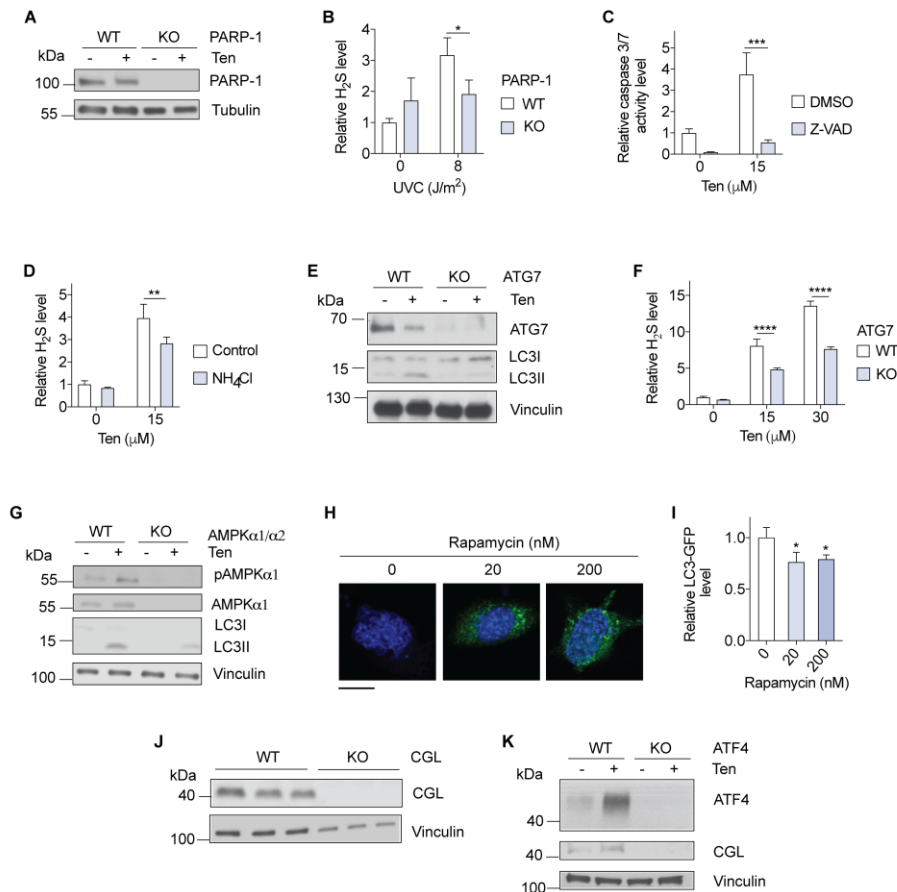 A
WT KO PARP-1
kDa - + - + Ten
100 PARP-1
55 Tubulin
B
Relative H2S level
5
4
3
2
1
0
*
0 8
UVC (J/m²)
PARP-1
WT
KO
C
Relative caspase 3/7
activity level
5
4
3
2
1
0
***
0 15
Ten (μM)
DMSO
Z-VAD
D
Relative H2S level
5
4
3
2
1
0
**
0 15
Ten (μM)
Control
NH4Cl
E
WT KO ATG7
kDa - + - + Ten
70 ATG7
15 LC3I
LC3II
130 Vinculin
F
Relative H2S level
15
10
5
0
****
****
0 15 30
Ten (μM)
ATG7
WT
KO
G
WT KO AMPKα1/α2
kDa - + - + Ten
55 pAMPKα1
55 AMPKα1
LC3I
15
LC3II
100 Vinculin
H
Rapamycin (nM)
0 20 200
I
Relative LC3-GFP
level
1.0
0.5
0.0
* *
0 20 200
Rapamycin (nM)
J
WT KO CGL
kDa
40 CGL
100 Vinculin
K
WT KO ATF4
kDa - + - + Ten
ATF4
40
40 CGL
100 Vinculin